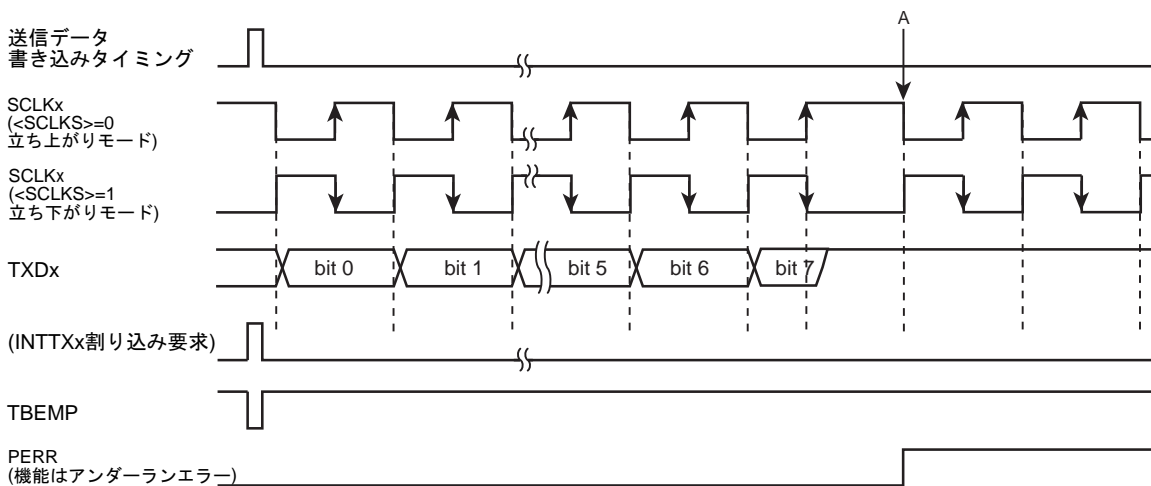 A
送信データ
書き込みタイミング
SCLKx
(<SCLKS>=0
立ち上がりモード)
SCLKx
(<SCLKS>=1
立ち下がりモード)
TXDx
bit 0
bit 1
bit 5
bit 6
bit 7
(INTTXx割り込み要求)
TBEMP
PERR
(機能はアンダーランエラー)